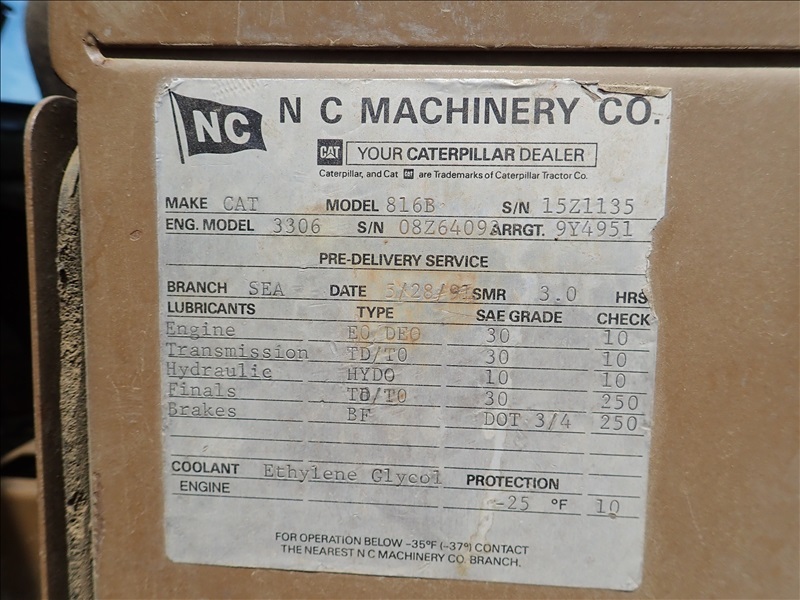 NC
N C MACHINERY CO.
CAT YOUR CATERPILLAR DEALER
Caterpillar, and Cat CAT are Trademarks of Caterpillar Tractor Co.
MAKE CAT MODEL 816B S/N 15Z1135
ENG. MODEL 3306 S/N 08Z64093 ARRGT. 9Y4951
PRE-DELIVERY SERVICE
BRANCH SEA DATE 5/28/91 SMR 3.0 HRS
LUBRICANTS TYPE SAE GRADE CHECK
Engine EO DEO 30 10
Transmission TD/TO 30 10
Hydraulic HYDO 10 10
Finals TD/TO 30 250
Brakes BF DOT 3/4 250
COOLANT Ethylene Glycol PROTECTION
ENGINE -25 °F 10
FOR OPERATION BELOW -35°F (-37°) CONTACT
THE NEAREST N C MACHINERY CO. BRANCH.